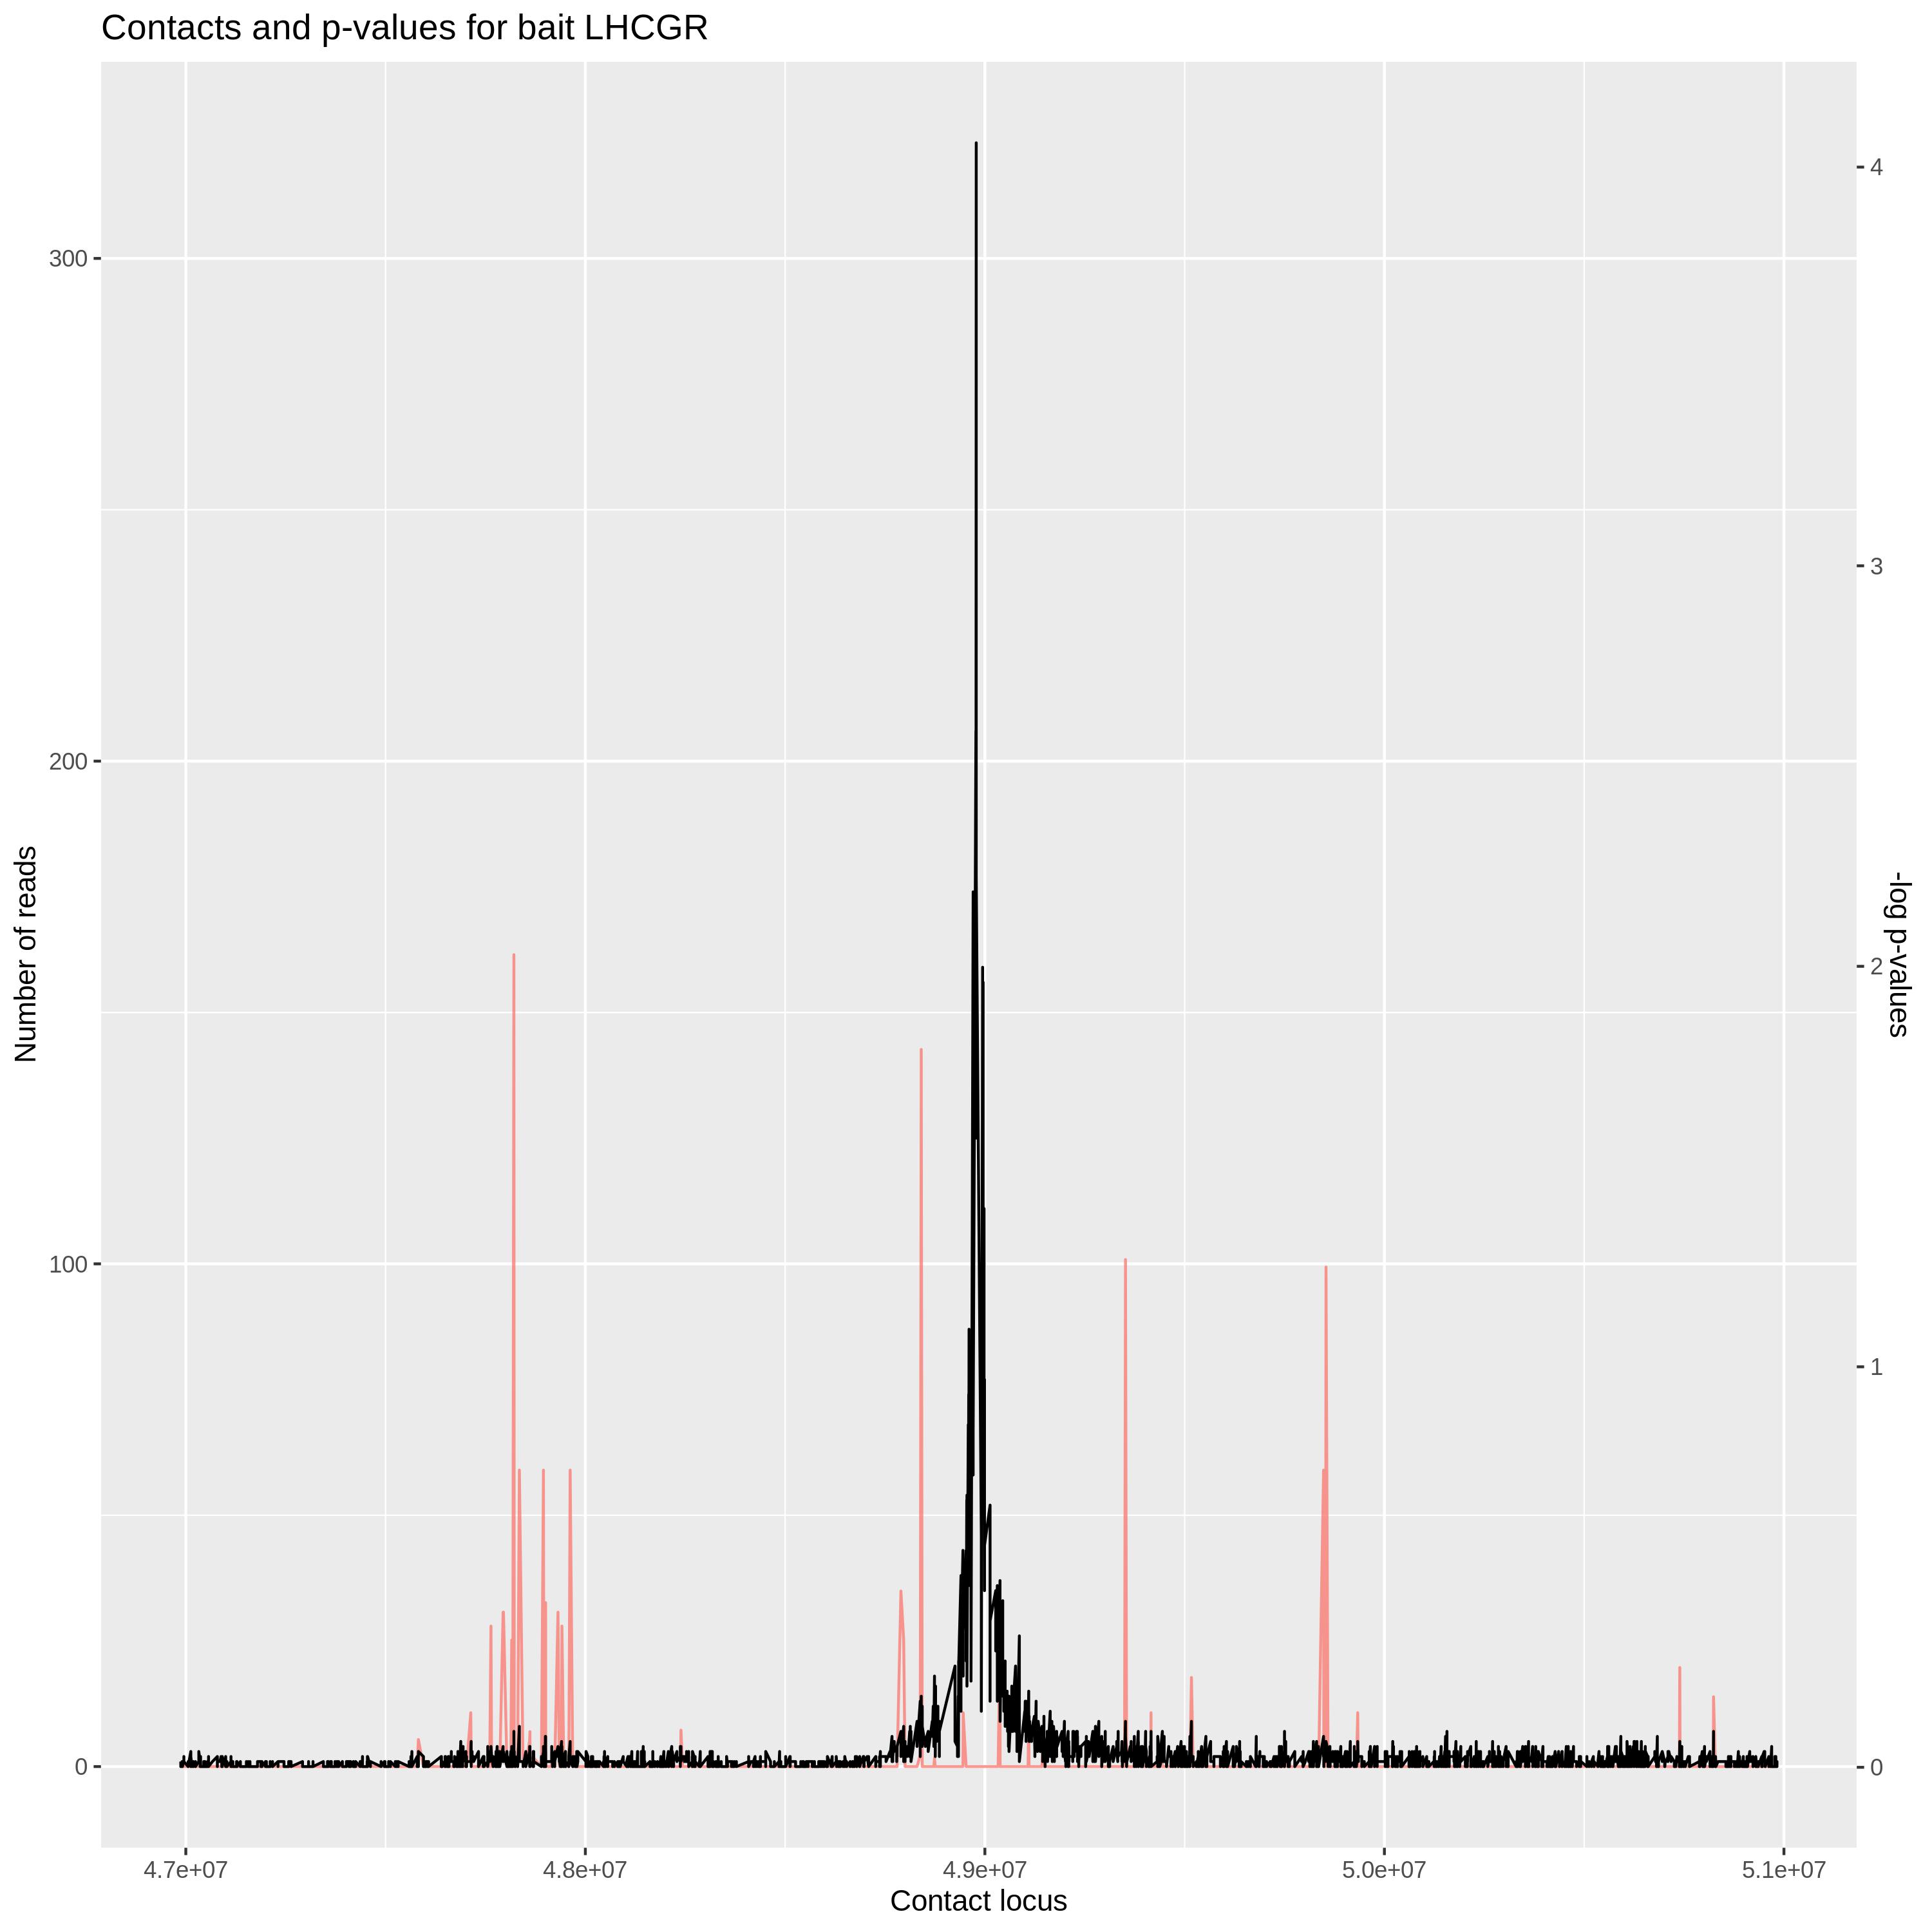 Contacts and p-values for bait LHCGR
300
200
100
0
Number of reads
4
3
2
1
0
-log p-values
4.7e+07
4.8e+07
4.9e+07
5.0e+07
5.1e+07
Contact locus